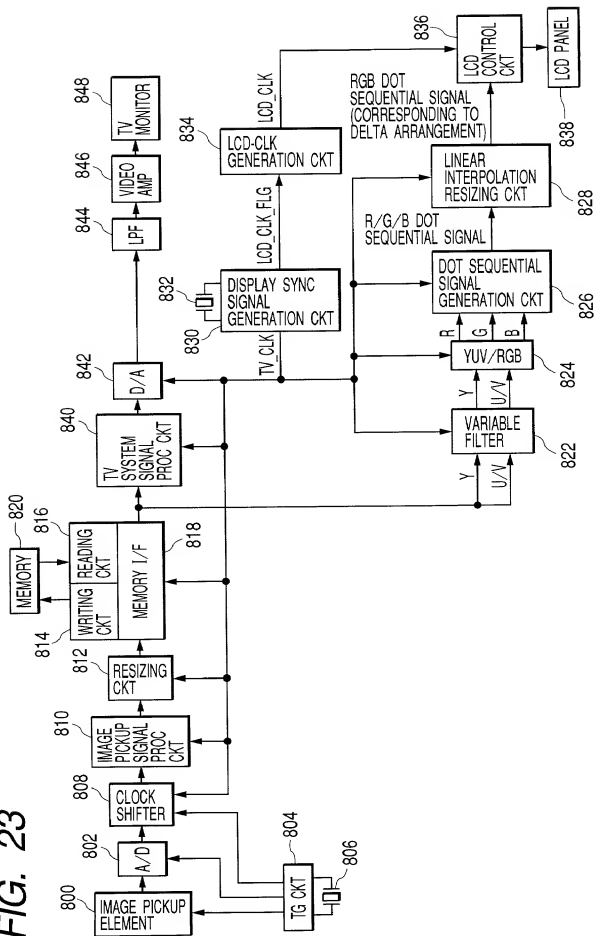 FIG. 23
800
IMAGE PICKUP
ELEMENT
802
A/D
804
TG CKT
806
808
CLOCK
SHIFTER
810
IMAGE
PICKUP
SIGNAL
PROC CKT
812
RESIZING
CKT
814
WRITING
CKT
816
READING
CKT
818
MEMORY I/F
820
MEMORY
840
TV
SYSTEM
SIGNAL
PROC CKT
842
D/A
844
LPF
846
VIDEO
AMP
848
TV
MONITOR
TV_CLK
830
DISPLAY SYNC
SIGNAL
GENERATION CKT
832
LCD_CLK_FLG
834
LCD-CLK
GENERATION CKT
LCD_CLK
Y
U/V
VARIABLE
FILTER
822
Y
U/V
YUV/RGB
824
R
G
B
DOT SEQUENTIAL
SIGNAL
GENERATION CKT
826
R/G/B DOT
SEQUENTIAL SIGNAL
LINEAR
INTERPOLATION
RESIZING CKT
828
RGB DOT
SEQUENTIAL SIGNAL
(CORRESPONDING TO
DELTA ARRANGEMENT)
836
LCD
CONTROL
CKT
LCD PANEL
838